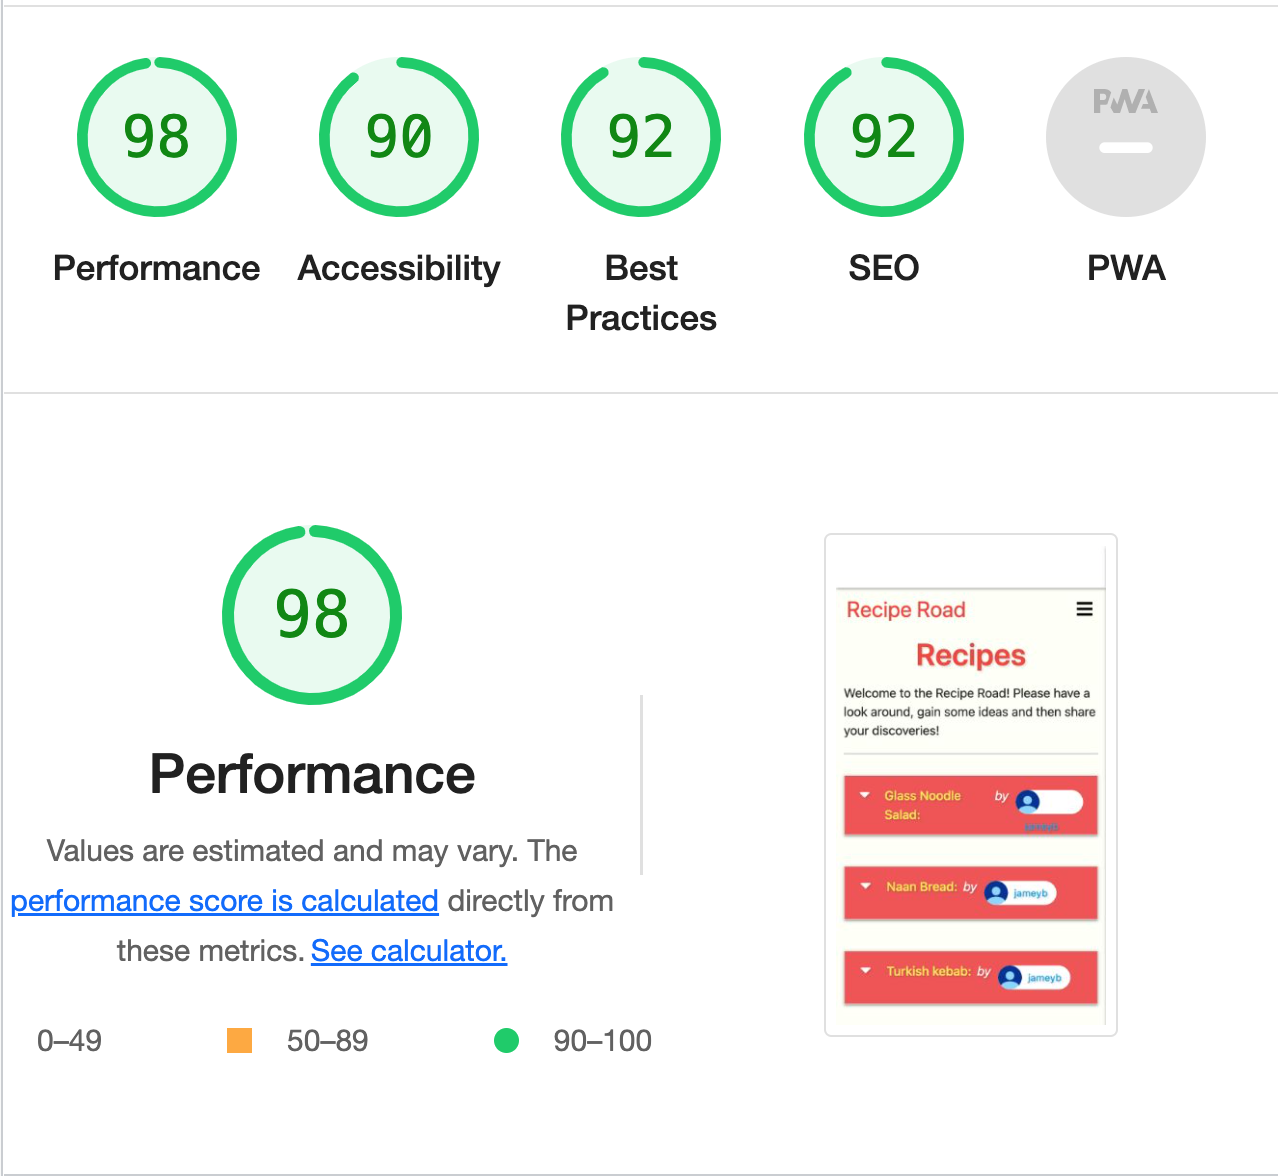 98
90
92
92
PWA
Performance
Accessibility
Best
Practices
SEO
PWA
98
Performance
Values are estimated and may vary. The
performance score is calculated directly from
these metrics. See calculator.
0–49
50–89
90–100
Recipe Road
Recipes
Welcome to the Recipe Road! Please have a
look around, gain some ideas and then share
your discoveries!
Glass Noodle
Salad:
by
Naan Bread: by jameyb
Turkish kebab: by jameyb